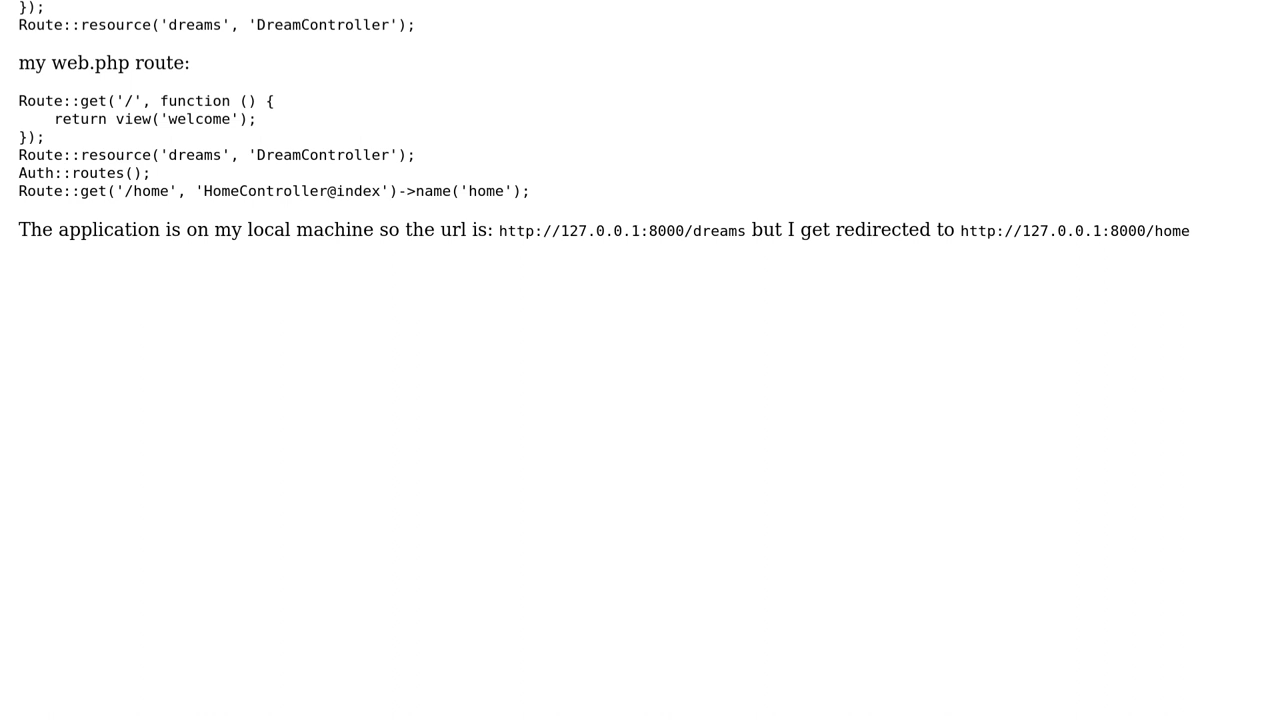 });
Route::resource('dreams', 'DreamController');
my web.php route:
Route::get('/', function () {
    return view('welcome');
});
Route::resource('dreams', 'DreamController');
Auth::routes();
Route::get('/home', 'HomeController@index')->name('home');
The application is on my local machine so the url is: http://127.0.0.1:8000/dreams but I get redirected to http://127.0.0.1:8000/home